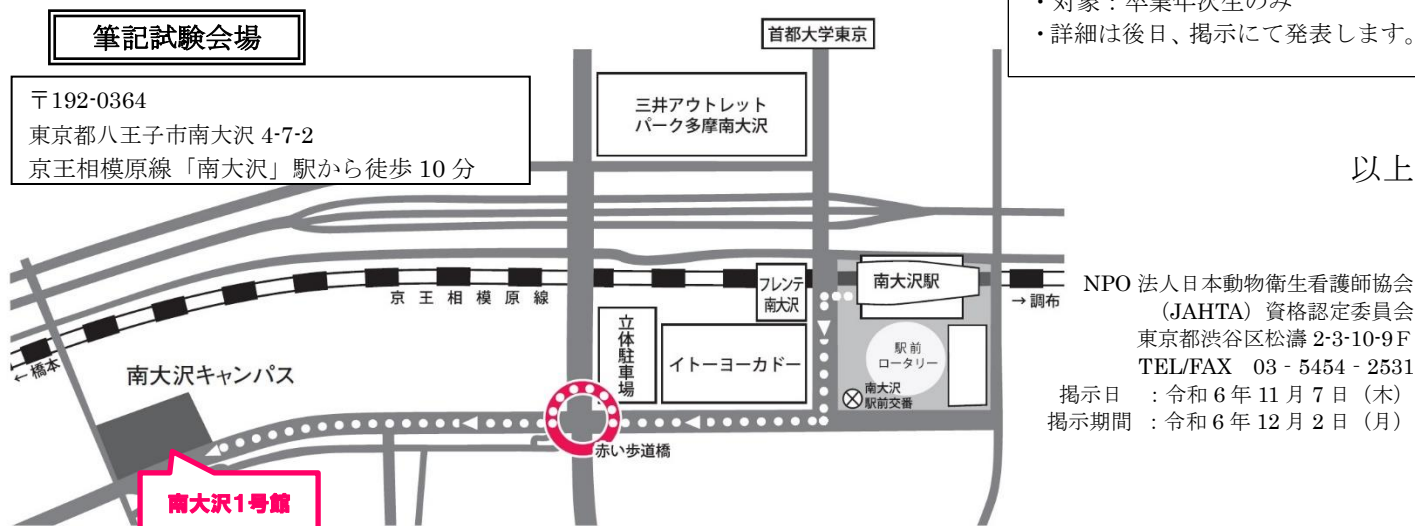 ・対象：卒業年次生のみ
・詳細は後日、掲示にて発表します。
筆記試験会場
〒192-0364
東京都八王子市南大沢 4-7-2
京王相模原線「南大沢」駅から徒歩 10 分
首都大学東京
三井アウトレット
パーク多摩南大沢
以上
フレンテ
南大沢
南大沢駅
京王相模原線
→調布
←橋本
立体駐車場
イトーヨーカドー
駅前
ロータリー
南大沢
駅前交番
南大沢キャンパス
赤い歩道橋
南大沢1号館
NPO 法人日本動物衛生看護師協会
（JAHTA）資格認定委員会
東京都渋谷区松濤 2-3-10-9F
TEL/FAX 03 - 5454 - 2531
掲示日 ：令和 6 年 11 月 7 日（木）
掲示期間 ：令和 6 年 12 月 2 日（月）